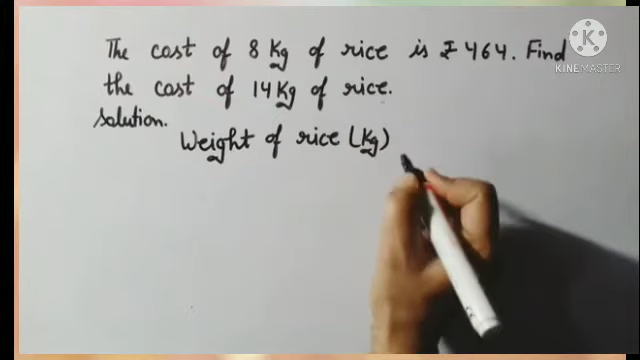 The cost of 8 Kg of rice is ₹ 464. Find
the cost of 14 Kg of rice.
Solution.
Weight of rice (Kg)
K
KINEMASTER